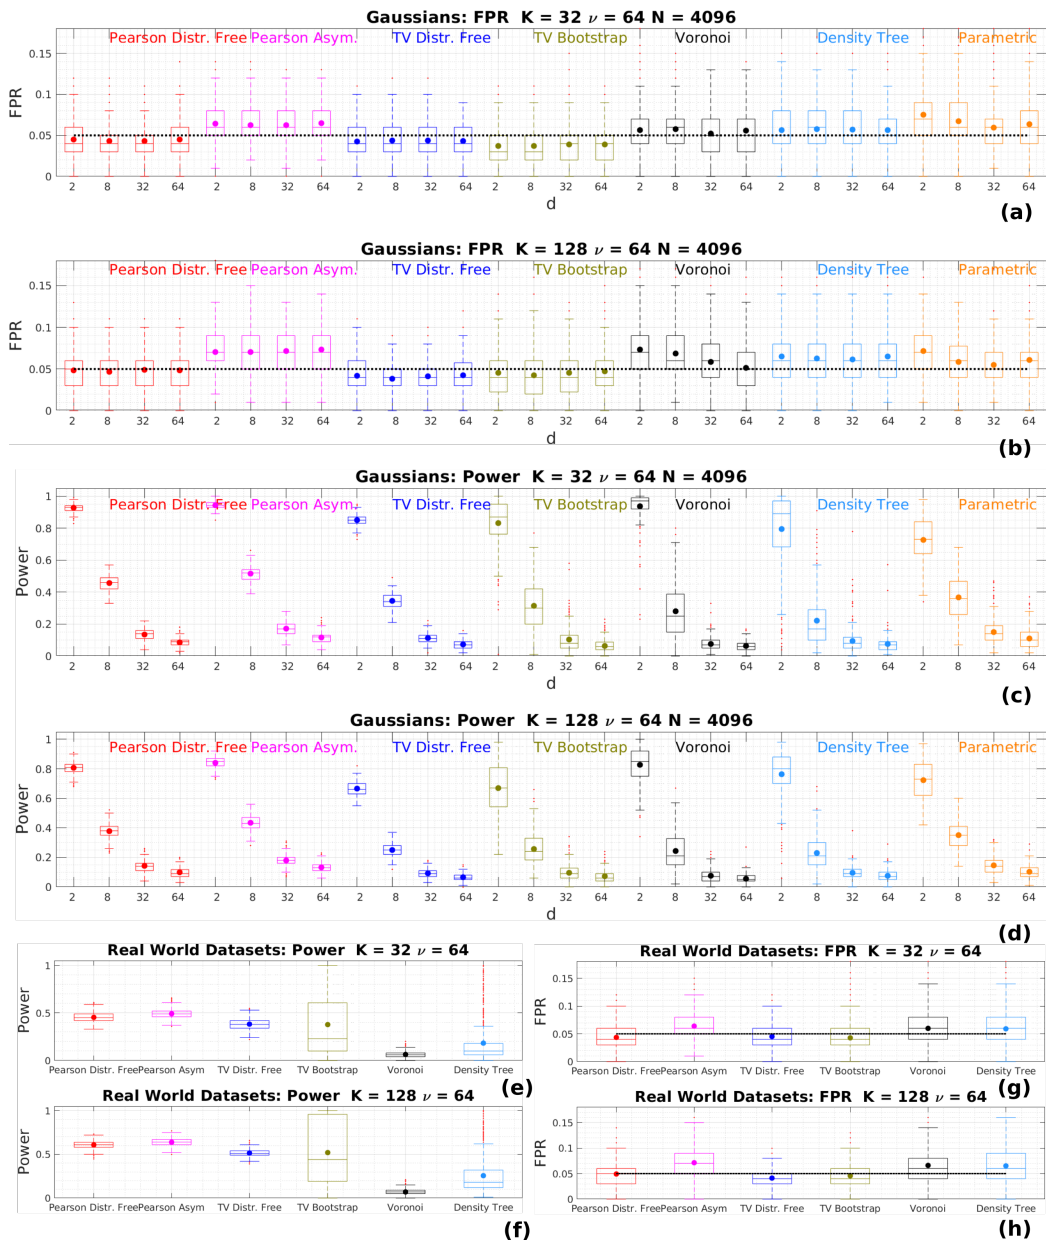 Gaussians: FPR K = 32 ν = 64 N = 4096
Pearson Distr. Free Pearson Asym. TV Distr. Free TV Bootstrap Voronoi Density Tree Parametric
0.15
0.1
0.05
0
FPR
2 8 32 64 2 8 32 64 2 8 32 64 2 8 32 64 2 8 32 64 2 8 32 64 2 8 32 64
d
(a)
Gaussians: FPR K = 128 ν = 64 N = 4096
Pearson Distr. Free Pearson Asym. TV Distr. Free TV Bootstrap Voronoi Density Tree Parametric
0.15
0.1
0.05
0
FPR
2 8 32 64 2 8 32 64 2 8 32 64 2 8 32 64 2 8 32 64 2 8 32 64 2 8 32 64
d
(b)
Gaussians: Power K = 32 ν = 64 N = 4096
Pearson Distr. Free Pearson Asym. TV Distr. Free TV Bootstrap Voronoi Density Tree Parametric
1
0.8
0.6
0.4
0.2
0
Power
2 8 32 64 2 8 32 64 2 8 32 64 2 8 32 64 2 8 32 64 2 8 32 64 2 8 32 64
d
(c)
Gaussians: Power K = 128 ν = 64 N = 4096
Pearson Distr. Free Pearson Asym. TV Distr. Free TV Bootstrap Voronoi Density Tree Parametric
1
0.8
0.6
0.4
0.2
0
Power
2 8 32 64 2 8 32 64 2 8 32 64 2 8 32 64 2 8 32 64 2 8 32 64 2 8 32 64
d
(d)
Real World Datasets: Power K = 32 ν = 64
1
0.5
0
Power
Pearson Distr. Free Pearson Asym TV Distr. Free TV Bootstrap Voronoi Density Tree
(e)
Real World Datasets: FPR K = 32 ν = 64
0.15
0.1
0.05
0
FPR
Pearson Distr. Free Pearson Asym TV Distr. Free TV Bootstrap Voronoi Density Tree
(g)
Real World Datasets: Power K = 128 ν = 64
1
0.5
0
Power
Pearson Distr. Free Pearson Asym TV Distr. Free TV Bootstrap Voronoi Density Tree
(f)
Real World Datasets: FPR K = 128 ν = 64
0.15
0.1
0.05
0
FPR
Pearson Distr. Free Pearson Asym TV Distr. Free TV Bootstrap Voronoi Density Tree
(h)